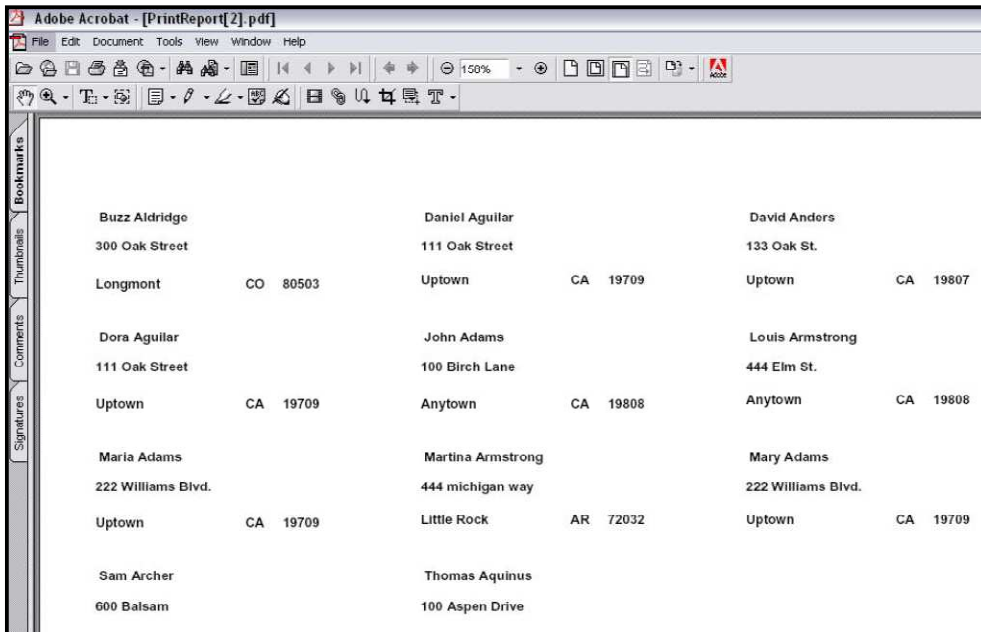 Adobe Acrobat - [PrintReport[2].pdf]
File Edit Document Tools View Window Help
150%
Adobe
Bookmarks
Thumbnails
Comments
Signatures
Buzz Aldridge Daniel Aguilar David Anders
300 Oak Street 111 Oak Street 133 Oak St.
Longmont CO 80503 Uptown CA 19709 Uptown CA 19807
Dora Aguilar John Adams Louis Armstrong
111 Oak Street 100 Birch Lane 444 Elm St.
Uptown CA 19709 Anytown CA 19808 Anytown CA 19808
Maria Adams Martina Armstrong Mary Adams
222 Williams Blvd. 444 michigan way 222 Williams Blvd.
Uptown CA 19709 Little Rock AR 72032 Uptown CA 19709
Sam Archer Thomas Aquinus
600 Balsam 100 Aspen Drive